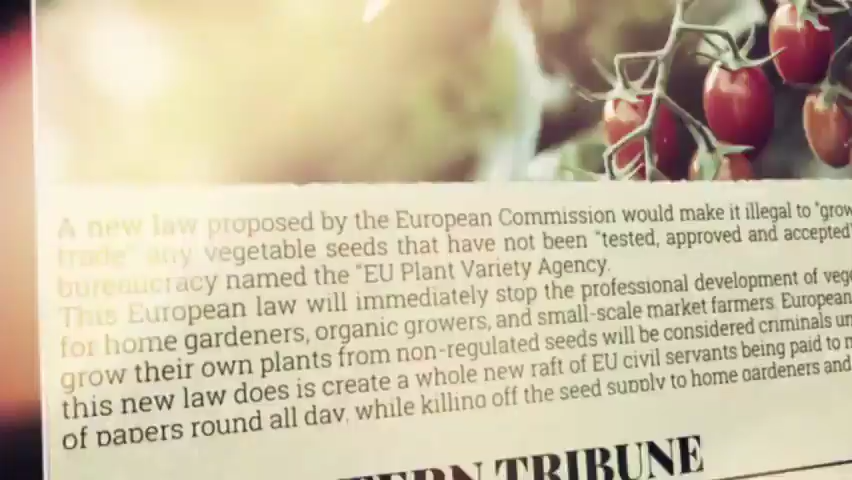 A new law proposed by the European Commission would make it illegal to "grow
trade" any vegetable seeds that have not been "tested, approved and accepted"
bureaucracy named the "EU Plant Variety Agency.
This European law will immediately stop the professional development of
for home gardeners, organic growers, and small-scale market farmers. European
grow their own plants from non-regulated seeds will be considered criminals
this new law does is create a whole new raft of EU civil servants being paid to
of papers round all day, while killing off the seed supply to home gardeners and
TRIBUNE